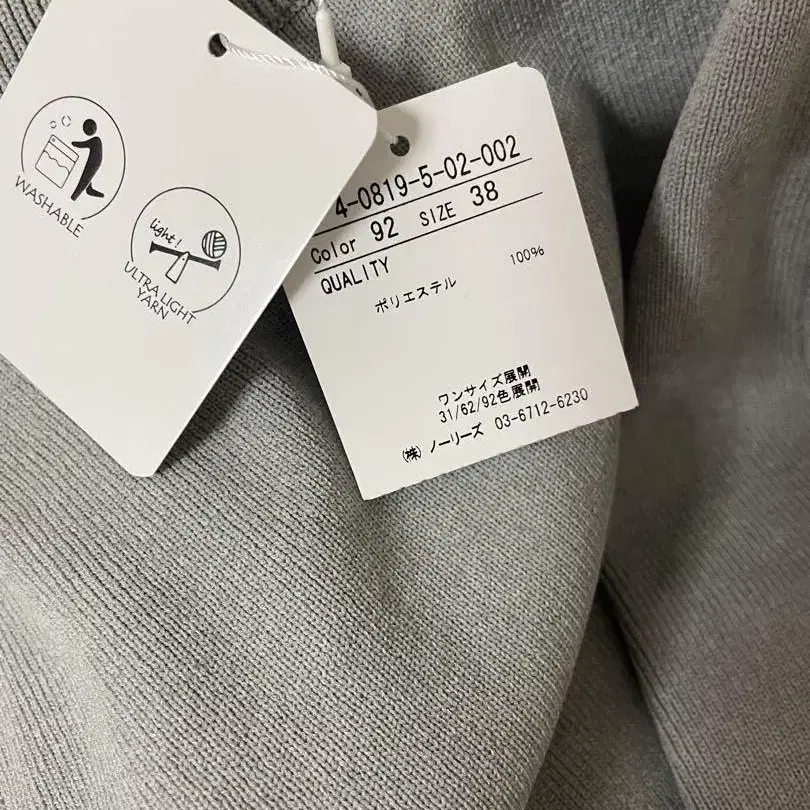 WASHABLE
light!
ULTRA LIGHT
YARN
4-0819-5-02-002
Color 92 SIZE 38
QUALITY
ポリエステル 100%
ワンサイズ展開
31/62/92色展開
(株) ノーリーズ 03-6712-6230